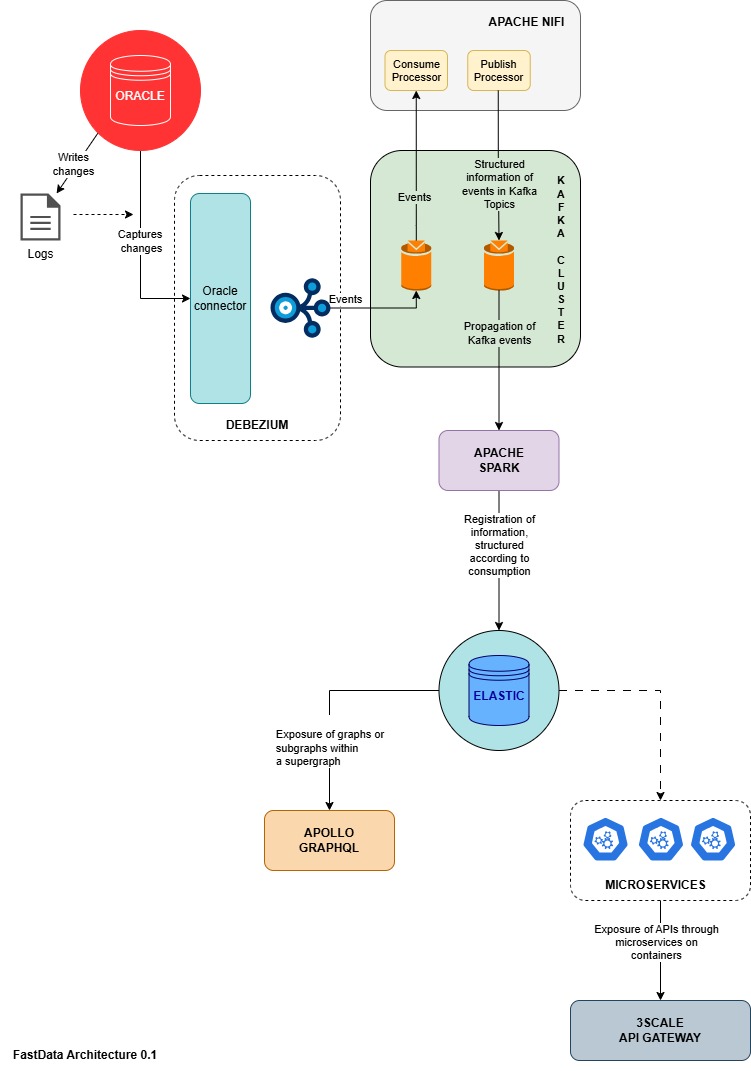 APACHE NIFI
Consume
Processor
Publish
Processor
ORACLE
Writes
changes
Logs
Captures
changes
Oracle
connector
DEBEZIUM
Events
Events
Structured
information of
events in Kafka
Topics
KAFKA CLUSTER
Propagation of
Kafka events
APACHE
SPARK
Registration of
information,
structured
according to
consumption
ELASTIC
Exposure of graphs or
subgraphs within
a supergraph
APOLLO
GRAPHQL
MICROSERVICES
Exposure of APIs through
microservices on
containers
3SCALE
API GATEWAY
FastData Architecture 0.1